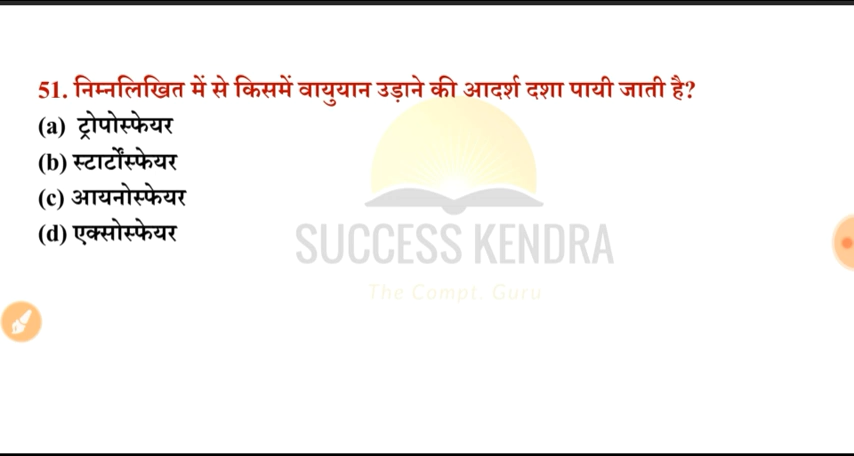 51. निम्नलिखित में से किसमें वायुयान उड़ाने की आदर्श दशा पायी जाती है?
(a) ट्रोपोस्फेयर
(b) स्टार्टोंस्फेयर
(c) आयनोस्फेयर
(d) एक्सोस्फेयर
SUCCESS KENDRA
The Compt. Guru